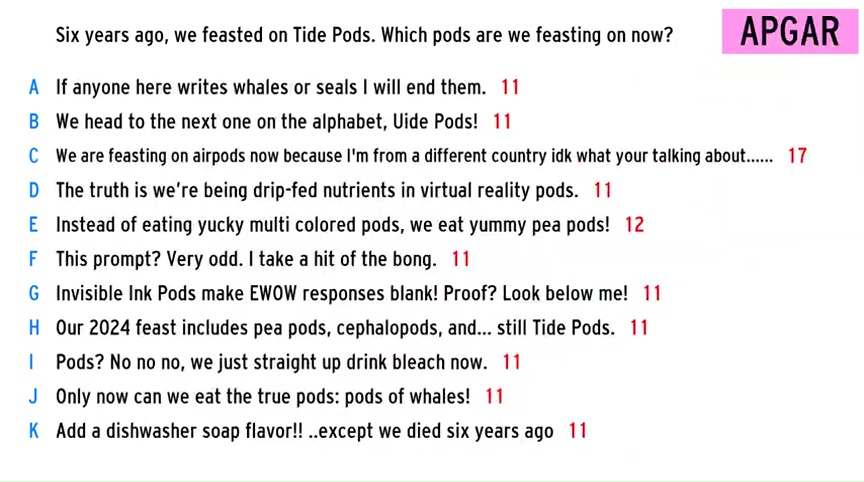 Six years ago, we feasted on Tide Pods. Which pods are we feasting on now?
APGAR
A If anyone here writes whales or seals I will end them. 11
B We head to the next one on the alphabet, Uide Pods! 11
C We are feasting on airpods now because I'm from a different country idk what your talking about...... 17
D The truth is we're being drip-fed nutrients in virtual reality pods. 11
E Instead of eating yucky multi colored pods, we eat yummy pea pods! 12
F This prompt? Very odd. I take a hit of the bong. 11
G Invisible Ink Pods make EWOW responses blank! Proof? Look below me! 11
H Our 2024 feast includes pea pods, cephalopods, and... still Tide Pods. 11
I Pods? No no no, we just straight up drink bleach now. 11
J Only now can we eat the true pods: pods of whales! 11
K Add a dishwasher soap flavor!! ..except we died six years ago 11